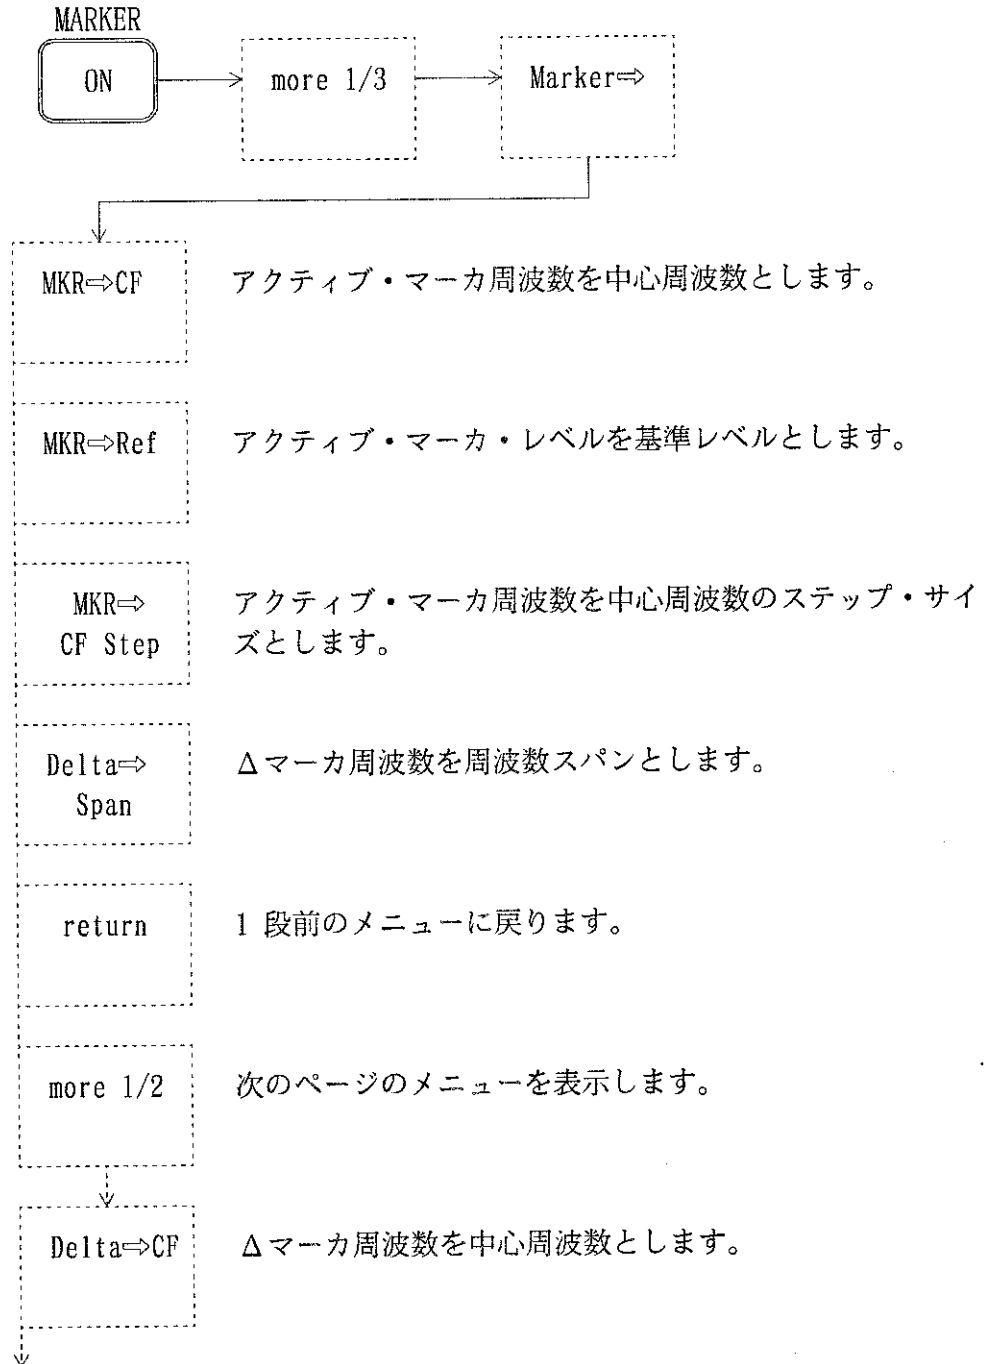 MARKER
ON
more 1/3
Marker⇨
MKR⇨CF
アクティブ・マーカ周波数を中心周波数とします。
MKR⇨Ref
アクティブ・マーカ・レベルを基準レベルとします。
MKR⇨
CF Step
アクティブ・マーカ周波数を中心周波数のステップ・サイ
ズとします。
Delta⇨
Span
Δマーカ周波数を周波数スパンとします。
return
1 段前のメニューに戻ります。
more 1/2
次のページのメニューを表示します。
Delta⇨CF
Δマーカ周波数を中心周波数とします。